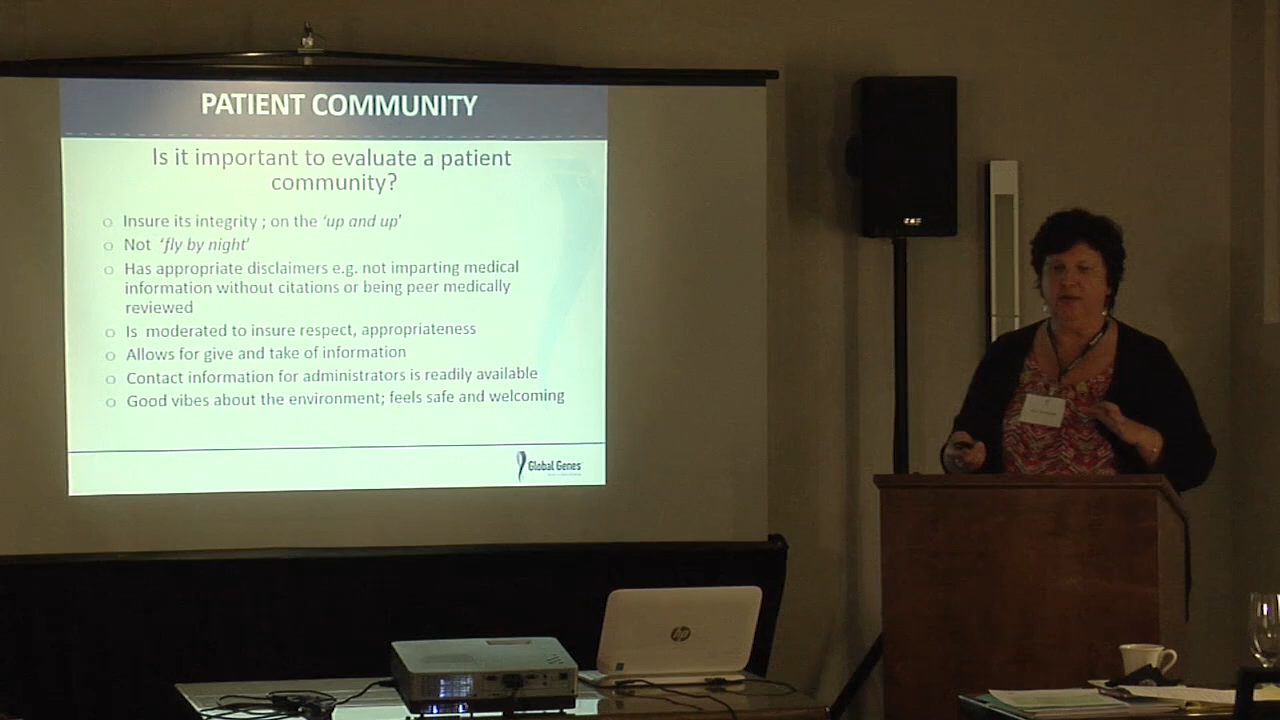 PATIENT COMMUNITY
Is it important to evaluate a patient
community?
o Insure its integrity ; on the 'up and up'
o Not 'fly by night'
o Has appropriate disclaimers e.g. not imparting medical
information without citations or being peer medically
reviewed
o Is moderated to insure respect, appropriateness
o Allows for give and take of information
o Contact information for administrators is readily available
o Good vibes about the environment; feels safe and welcoming
Global Genes
hp